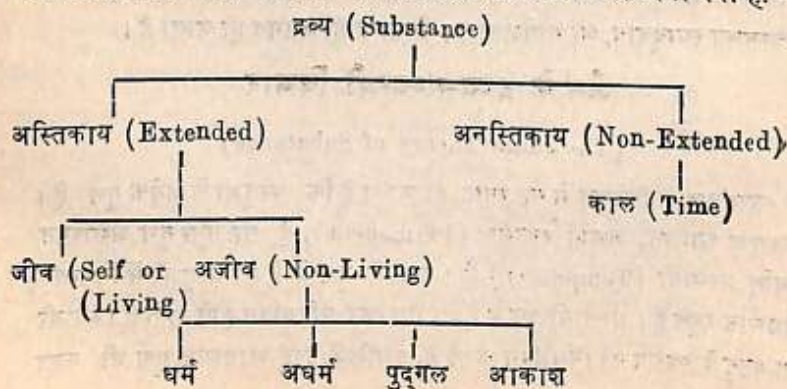 द्रव्य (Substance)
अस्तिकाय (Extended) अनस्तिकाय (Non-Extended)
काल (Time)
जीव (Self or अजीव (Non-Living)
(Living)
धर्म अधर्म पुद्गल आकाश